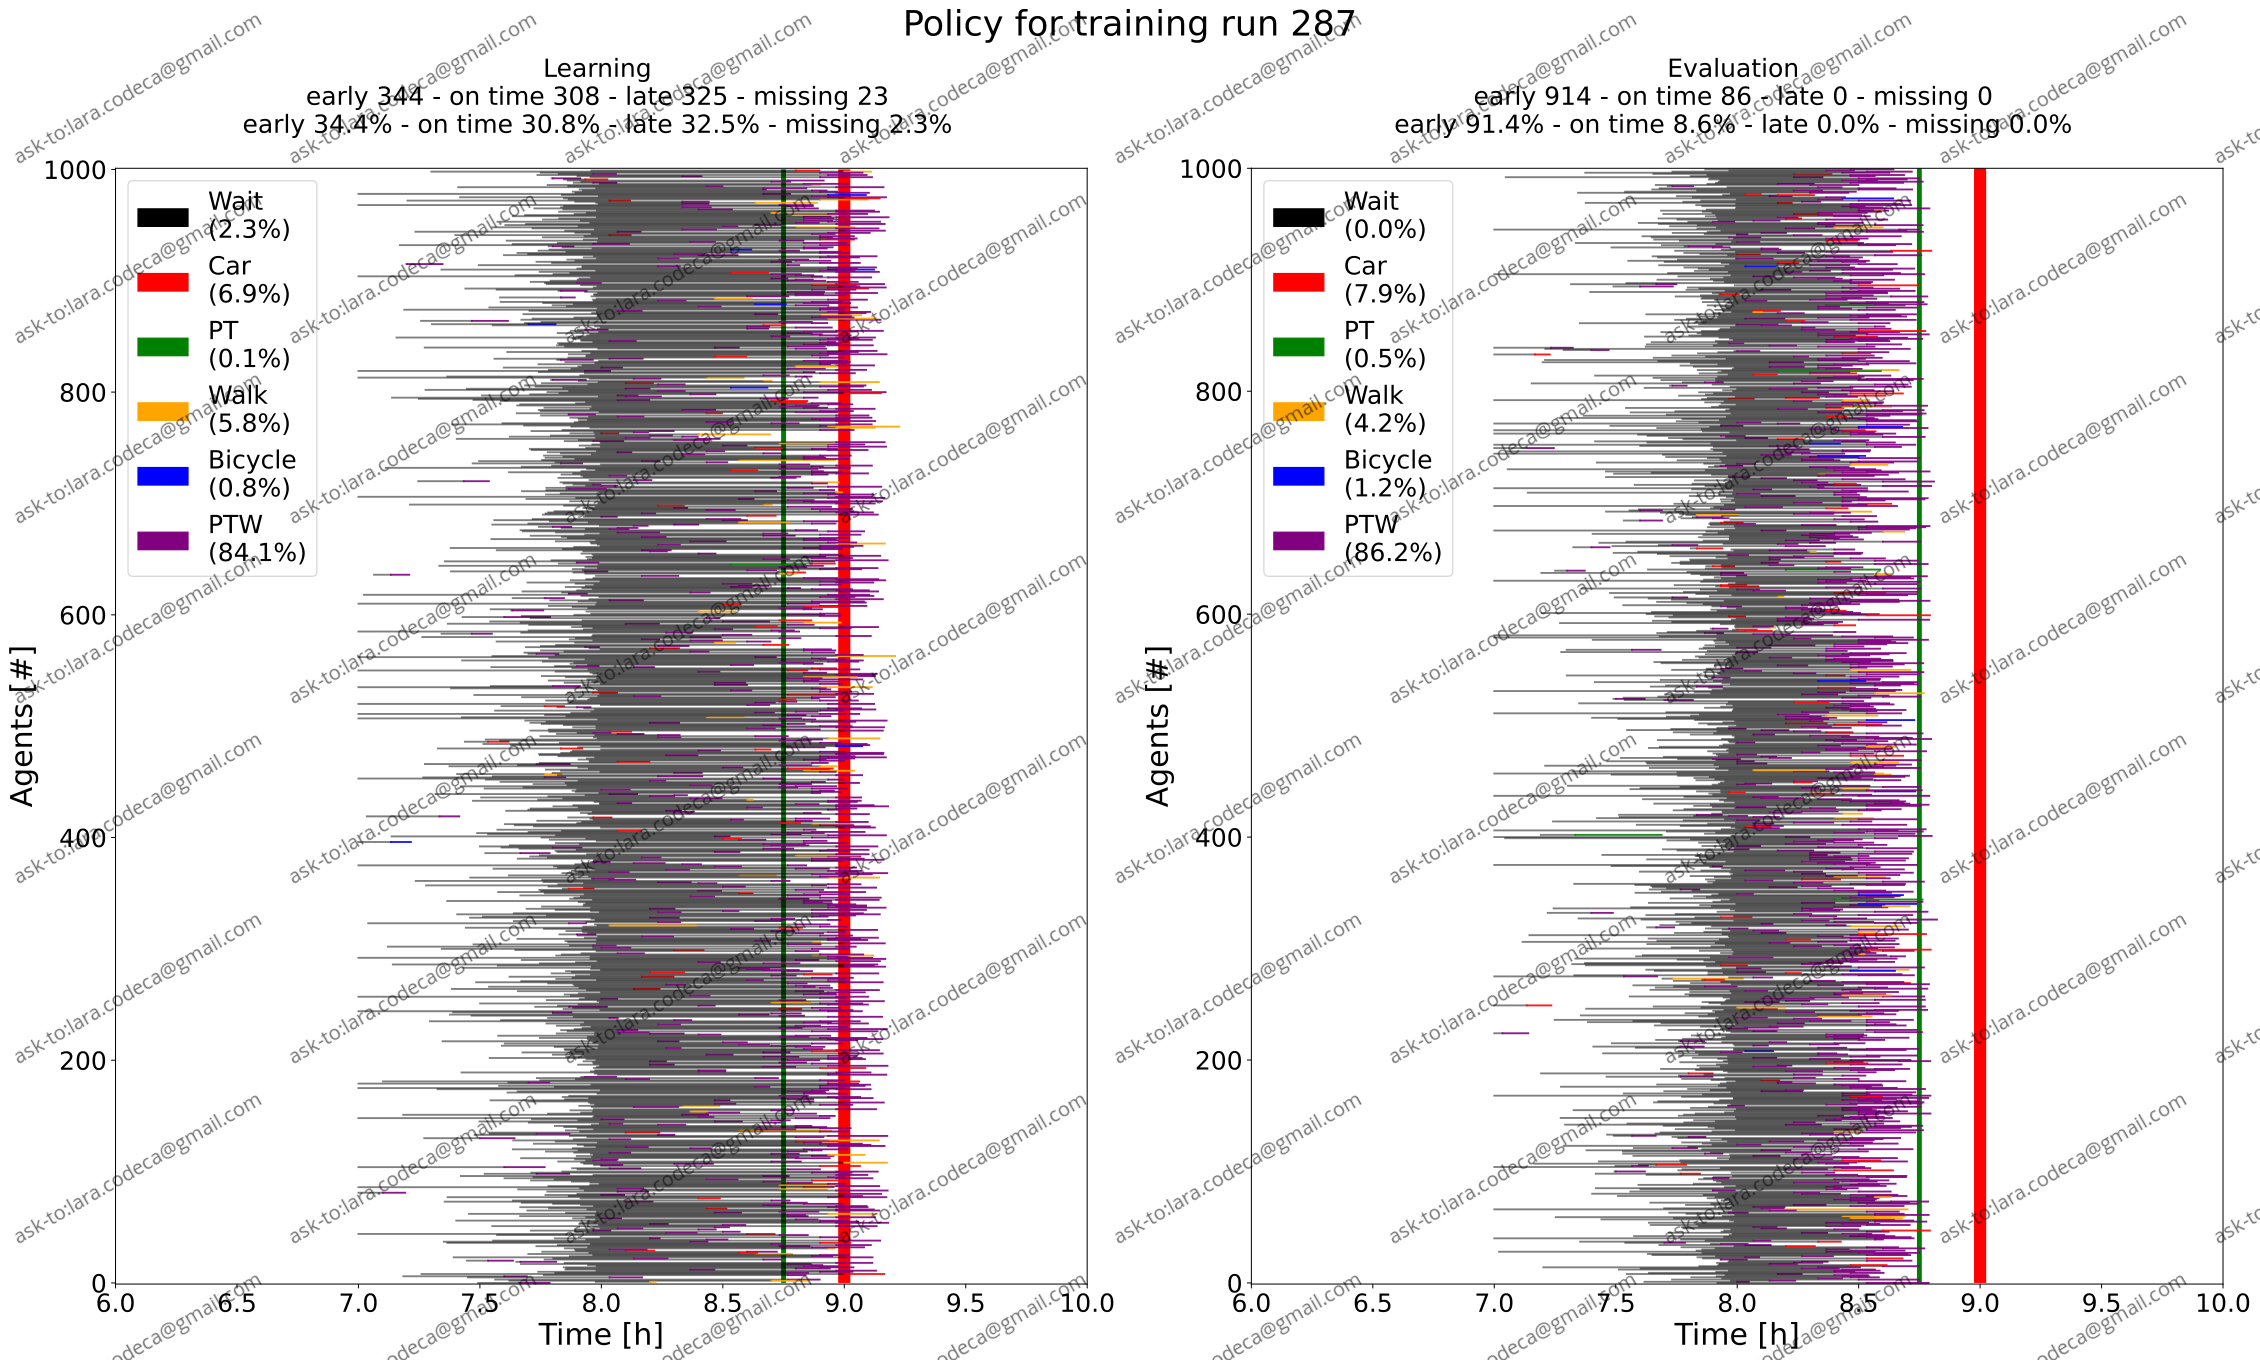 Policy for training run 287
Learning
early 344 - on time 308 - late 325 - missing 23
early 34.4% - on time 30.8% - late 32.5% - missing 2.3%
Evaluation
early 914 - on time 86 - late 0 - missing 0
early 91.4% - on time 8.6% - late 0.0% - missing 0.0%
Wait
(2.3%)
Car
(6.9%)
PT
(0.1%)
Walk
(5.8%)
Bicycle
(0.8%)
PTW
(84.1%)
Agents [#]
1000
800
600
400
200
0
6.0 6.5 7.0 7.5 8.0 8.5 9.0 9.5 10.0
Time [h]
Wait
(0.0%)
Car
(7.9%)
PT
(0.5%)
Walk
(4.2%)
Bicycle
(1.2%)
PTW
(86.2%)
Agents [#]
1000
800
600
400
200
0
6.0 6.5 7.0 7.5 8.0 8.5 9.0 9.5 10.0
Time [h]
ask-to:lara.codeca@gmail.com